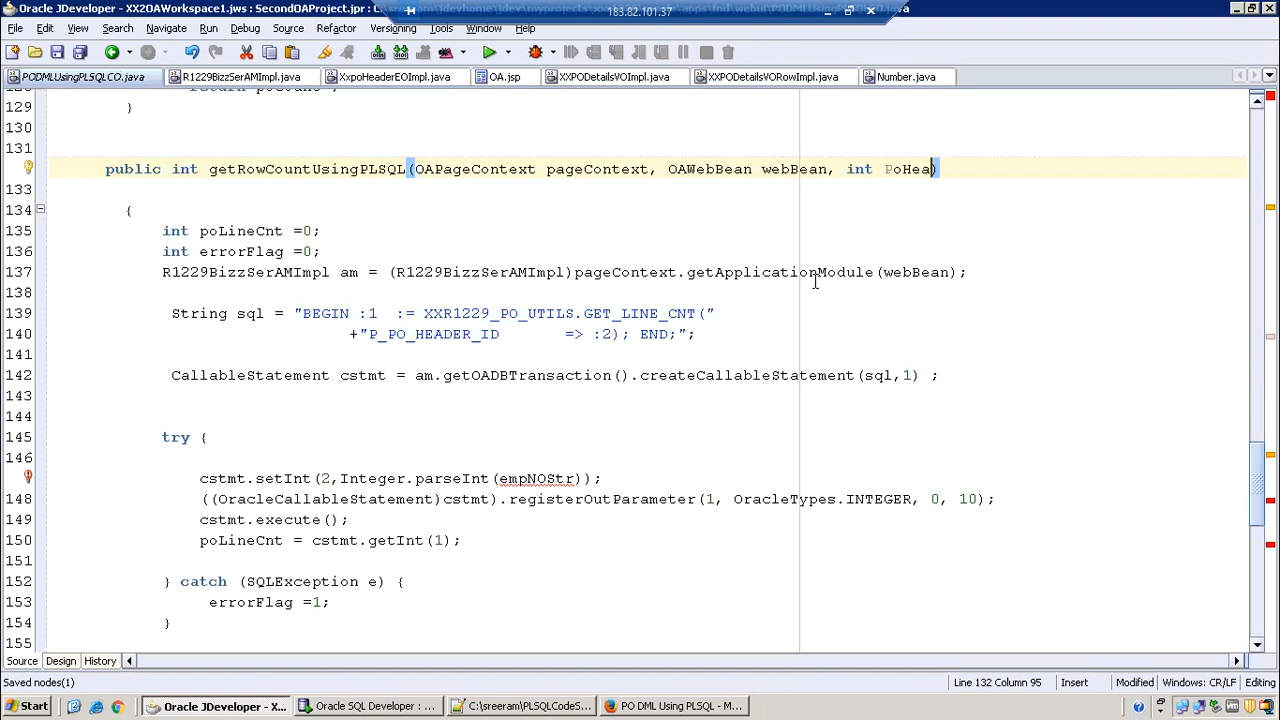 Oracle JDeveloper - XX2OAWorkspace1.jws : SecondOAProject.jpr :
183.82.101.37
File Edit View Search Navigate Run Debug Source Refactor Versioning Tools Window Help
PODMLUsingPLSQLCO.java R1229BizzSerAMImpl.java XxpoHeaderEOImpl.java OA.jsp XXPODetailsVOImpl.java XXPODetailsVORowImpl.java Number.java
129 }
130
131
public int getRowCountUsingPLSQL(OAPageContext pageContext, OAWebBean webBean, int PoHea)
133
134 {
135 int poLineCnt =0;
136 int errorFlag =0;
137 R1229BizzSerAMImpl am = (R1229BizzSerAMImpl)pageContext.getApplicationModule(webBean);
138
139 String sql = "BEGIN :1 := XXR1229_PO_UTILS.GET_LINE_CNT("
140 +"P_PO_HEADER_ID => :2); END;";
141
142 CallableStatement cstmt = am.getOADBTransaction().createCallableStatement(sql,1) ;
143
144
145 try {
146
cstmt.setInt(2,Integer.parseInt(empNOStr));
148 ((OracleCallableStatement)cstmt).registerOutParameter(1, OracleTypes.INTEGER, 0, 10);
149 cstmt.execute();
150 poLineCnt = cstmt.getInt(1);
151
152 } catch (SQLException e) {
153 errorFlag =1;
154 }
155
Source Design History
Saved nodes(1) Line 132 Column 95 Insert Modified Windows: CR/LF Editing
Start Oracle JDeveloper - X... Oracle SQL Developer : ... C:\sreeram\PLSQLCode5... PO DML Using PLSQL - M...